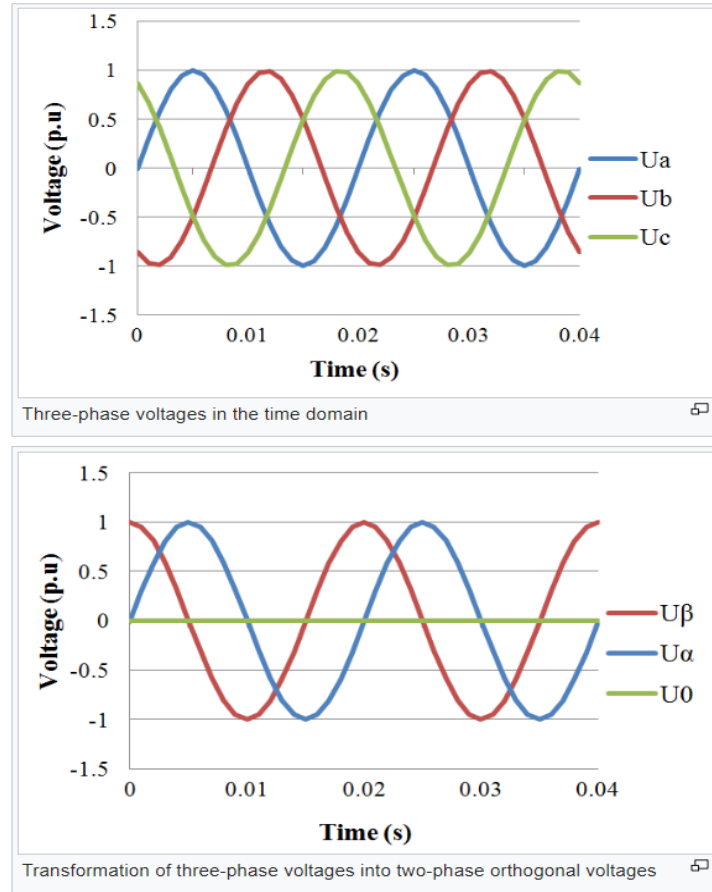 1.5
1
0.5
0
-0.5
-1
-1.5
Voltage (p.u)
0 0.01 0.02 0.03 0.04
Time (s)
Ua
Ub
Uc
Three-phase voltages in the time domain
1.5
1
0.5
0
-0.5
-1
-1.5
Voltage (p.u)
0 0.01 0.02 0.03 0.04
Time (s)
Uβ
Uα
U0
Transformation of three-phase voltages into two-phase orthogonal voltages